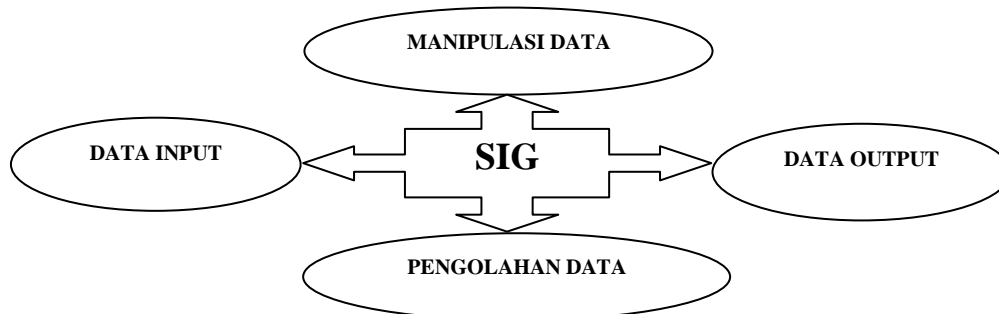 MANIPULASI DATA
DATA INPUT
SIG
DATA OUTPUT
PENGOLAHAN DATA